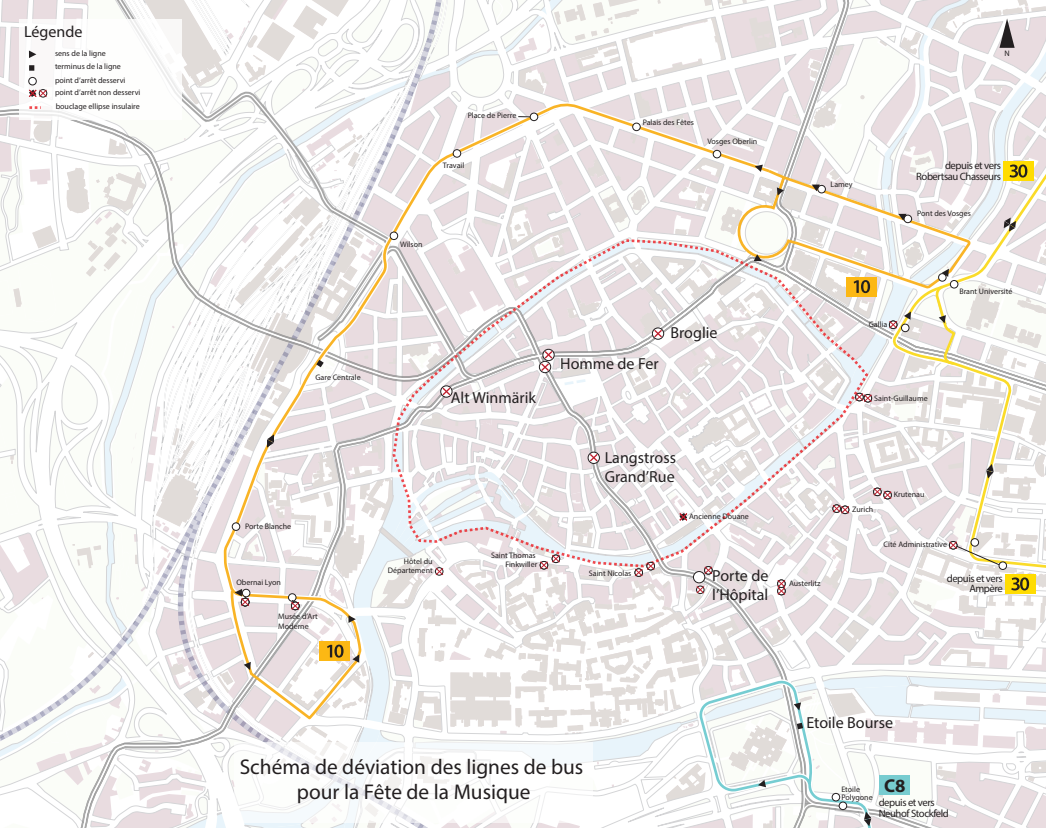 Légende
sens de la ligne
terminus de la ligne
point d'arrêt desservi
point d'arrêt non desservi
bouclage ellipse insulaire
N
Place de Pierre
Palais des Fêtes
Vosges Oberlin
Travail
depuis et vers
Robertsau Chasseurs
30
Lamey
Pont des Vosges
Wilson
10
Brant Université
Gallia
Broglie
Homme de Fer
Gare Centrale
Alt Winmärik
Saint-Guillaume
Langstross
Grand'Rue
Krutenau
Zurich
Ancienne Douane
Porte Blanche
Cité Administrative
Hôtel du
Département
Saint Thomas
Finkwiller
Saint Nicolas
Porte de
l'Hôpital
Austerlitz
depuis et vers
Ampère
30
Obernai Lyon
Musée d'Art
Moderne
10
Etoile Bourse
Schéma de déviation des lignes de bus
pour la Fête de la Musique
Etoile
Polygone
C8
depuis et vers
Neuhof Stockfeld